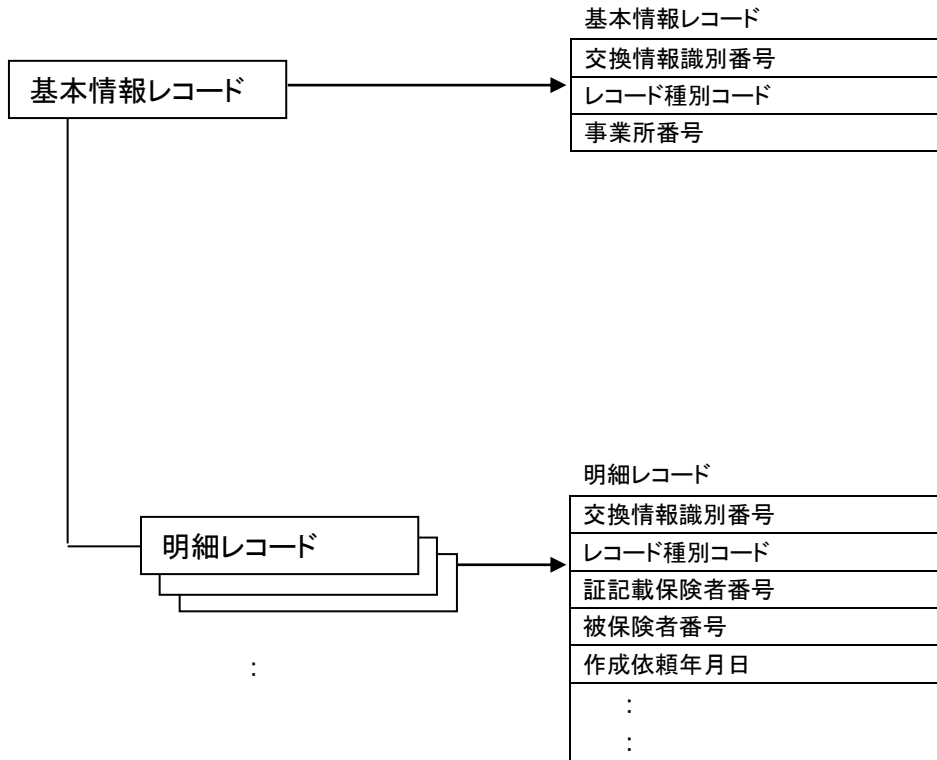 基本情報レコード
交換情報識別番号
レコード種別コード
事業所番号
基本情報レコード
明細レコード
交換情報識別番号
レコード種別コード
証記載保険者番号
被保険者番号
作成依頼年月日
:
:
明細レコード
: